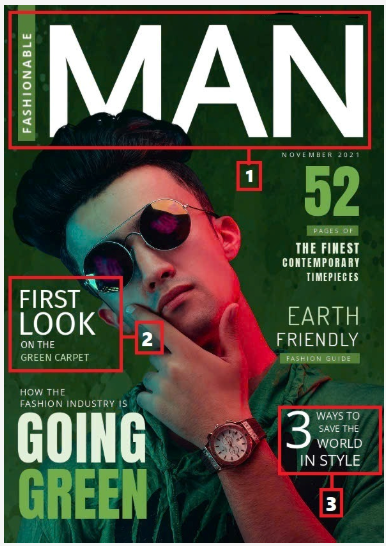 FASHIONABLE
MAN
1
NOVEMBER 2021
52
PAGES OF
THE FINEST
CONTEMPORARY
TIMEPIECES
FIRST
LOOK
ON THE
GREEN CARPET
2
EARTH
FRIENDLY
FASHION GUIDE
HOW THE
FASHION INDUSTRY IS
GOING
GREEN
3 WAYS TO
SAVE THE
WORLD
IN STYLE
3